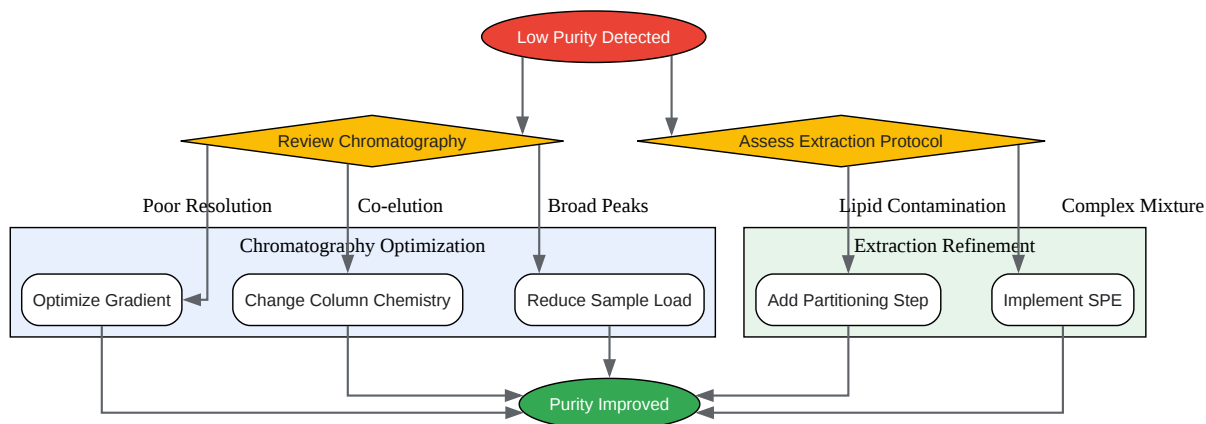 Low Purity Detected
Review Chromatography
Assess Extraction Protocol
Poor Resolution
Co-elution
Broad Peaks
Lipid Contamination
Complex Mixture
Chromatography Optimization
Extraction Refinement
Optimize Gradient
Change Column Chemistry
Reduce Sample Load
Add Partitioning Step
Implement SPE
Purity Improved